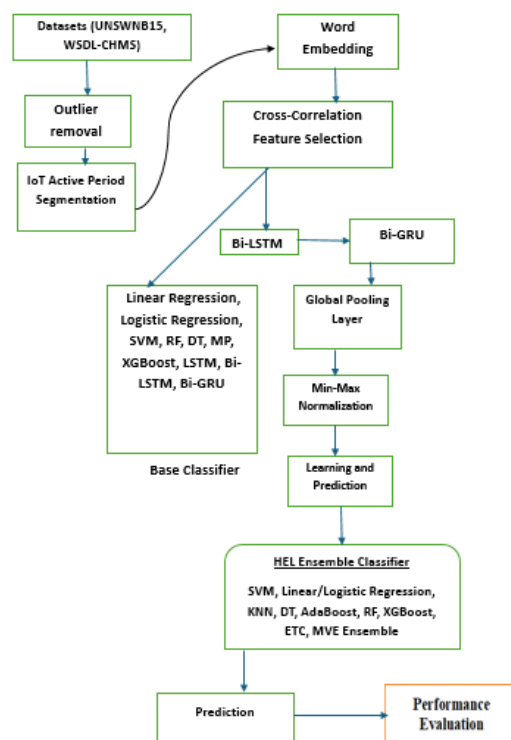 Datasets (UNSWNB15,
WSDL-CHMS)
Outlier
removal
IoT Active Period
Segmentation
Word
Embedding
Cross-Correlation
Feature Selection
Bi-LSTM
Bi-GRU
Linear Regression,
Logistic Regression,
SVM, RF, DT, MP,
XGBoost, LSTM, Bi-
LSTM, Bi-GRU
Base Classifier
Global Pooling
Layer
Min-Max
Normalization
Learning and
Prediction
HEL Ensemble Classifier
SVM, Linear/Logistic Regression,
KNN, DT, AdaBoost, RF, XGBoost,
ETC, MVE Ensemble
Prediction
Performance
Evaluation